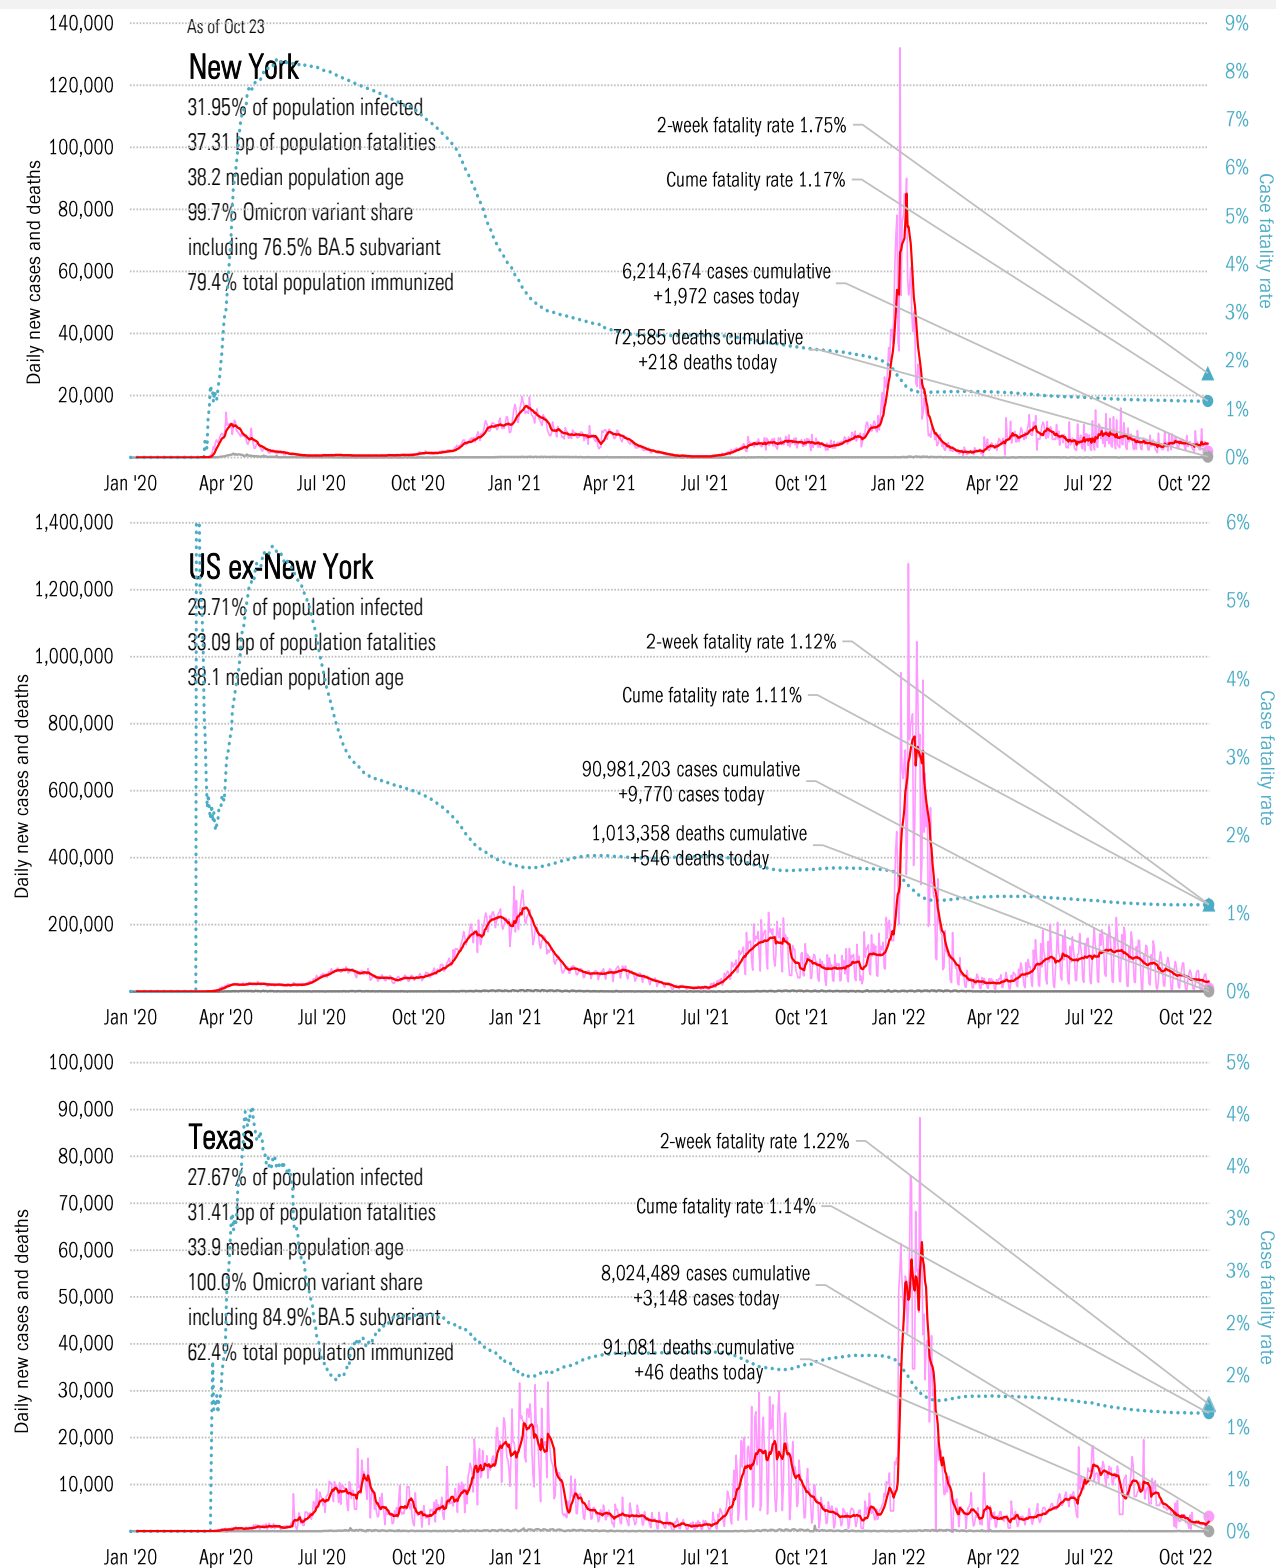 As of Oct 23
New York
31.95% of population infected
37.31 bp of population fatalities
38.2 median population age
99.7% Omicron variant share
including 76.5% BA.5 subvariant
79.4% total population immunized
2-week fatality rate 1.75%
Cume fatality rate 1.17%
6,214,674 cases cumulative
+1,972 cases today
72,585 deaths cumulative
+218 deaths today
Daily new cases and deaths
140,000
120,000
100,000
80,000
60,000
40,000
20,000
9%
8%
7%
6%
5%
4%
3%
2%
1%
0%
Case fatality rate
Jan '20 Apr '20 Jul '20 Oct '20 Jan '21 Apr '21 Jul '21 Oct '21 Jan '22 Apr '22 Jul '22 Oct '22
US ex-New York
29.71% of population infected
33.09 bp of population fatalities
38.1 median population age
2-week fatality rate 1.12%
Cume fatality rate 1.11%
90,981,203 cases cumulative
+9,770 cases today
1,013,358 deaths cumulative
+546 deaths today
Daily new cases and deaths
1,400,000
1,200,000
1,000,000
800,000
600,000
400,000
200,000
6%
5%
4%
3%
2%
1%
0%
Case fatality rate
Jan '20 Apr '20 Jul '20 Oct '20 Jan '21 Apr '21 Jul '21 Oct '21 Jan '22 Apr '22 Jul '22 Oct '22
Texas
27.67% of population infected
31.41 bp of population fatalities
33.9 median population age
100.0% Omicron variant share
including 84.9% BA.5 subvariant
62.4% total population immunized
2-week fatality rate 1.22%
Cume fatality rate 1.14%
8,024,489 cases cumulative
+3,148 cases today
91,081 deaths cumulative
+46 deaths today
Daily new cases and deaths
100,000
90,000
80,000
70,000
60,000
50,000
40,000
30,000
20,000
10,000
5%
4%
4%
3%
3%
2%
2%
1%
1%
0%
Case fatality rate
Jan '20 Apr '20 Jul '20 Oct '20 Jan '21 Apr '21 Jul '21 Oct '21 Jan '22 Apr '22 Jul '22 Oct '22